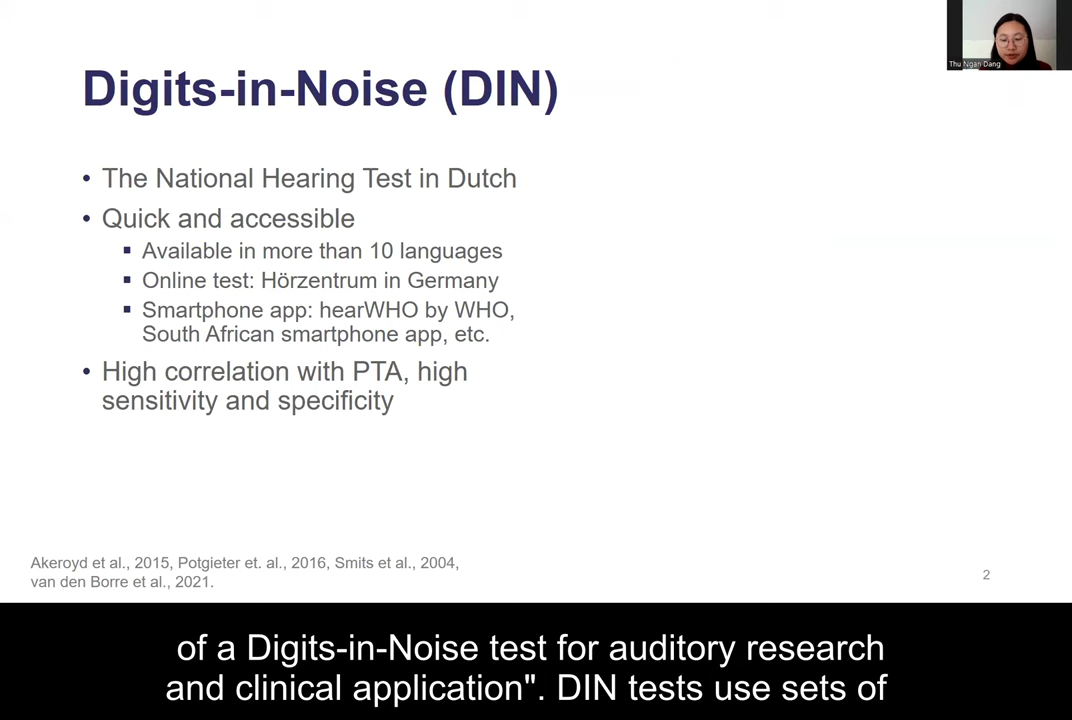 Thu Ngan Dang
Digits-in-Noise (DIN)
• The National Hearing Test in Dutch
• Quick and accessible
▪ Available in more than 10 languages
▪ Online test: Hörzentrum in Germany
▪ Smartphone app: hearWHO by WHO,
South African smartphone app, etc.
• High correlation with PTA, high
sensitivity and specificity
Akeroyd et al., 2015, Potgieter et. al., 2016, Smits et al., 2004,
van den Borre et al., 2021.
2
of a Digits-in-Noise test for auditory research
and clinical application". DIN tests use sets of